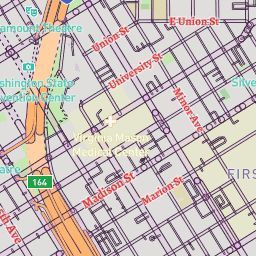 E Union St
Paramount Theatre
Union St
University St
Washington State
Convention Center
Silve
Minor Ave
Virginia Mason
Medical Center
FIRS
164
Madison St
Marion St
th Ave